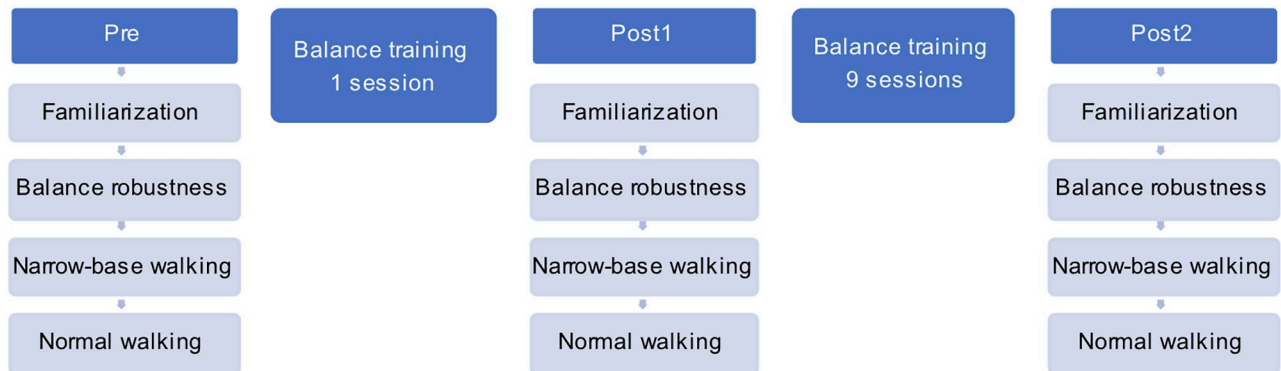 Pre
Familiarization
Balance robustness
Narrow-base walking
Normal walking
Balance training
1 session
Post1
Familiarization
Balance robustness
Narrow-base walking
Normal walking
Balance training
9 sessions
Post2
Familiarization
Balance robustness
Narrow-base walking
Normal walking